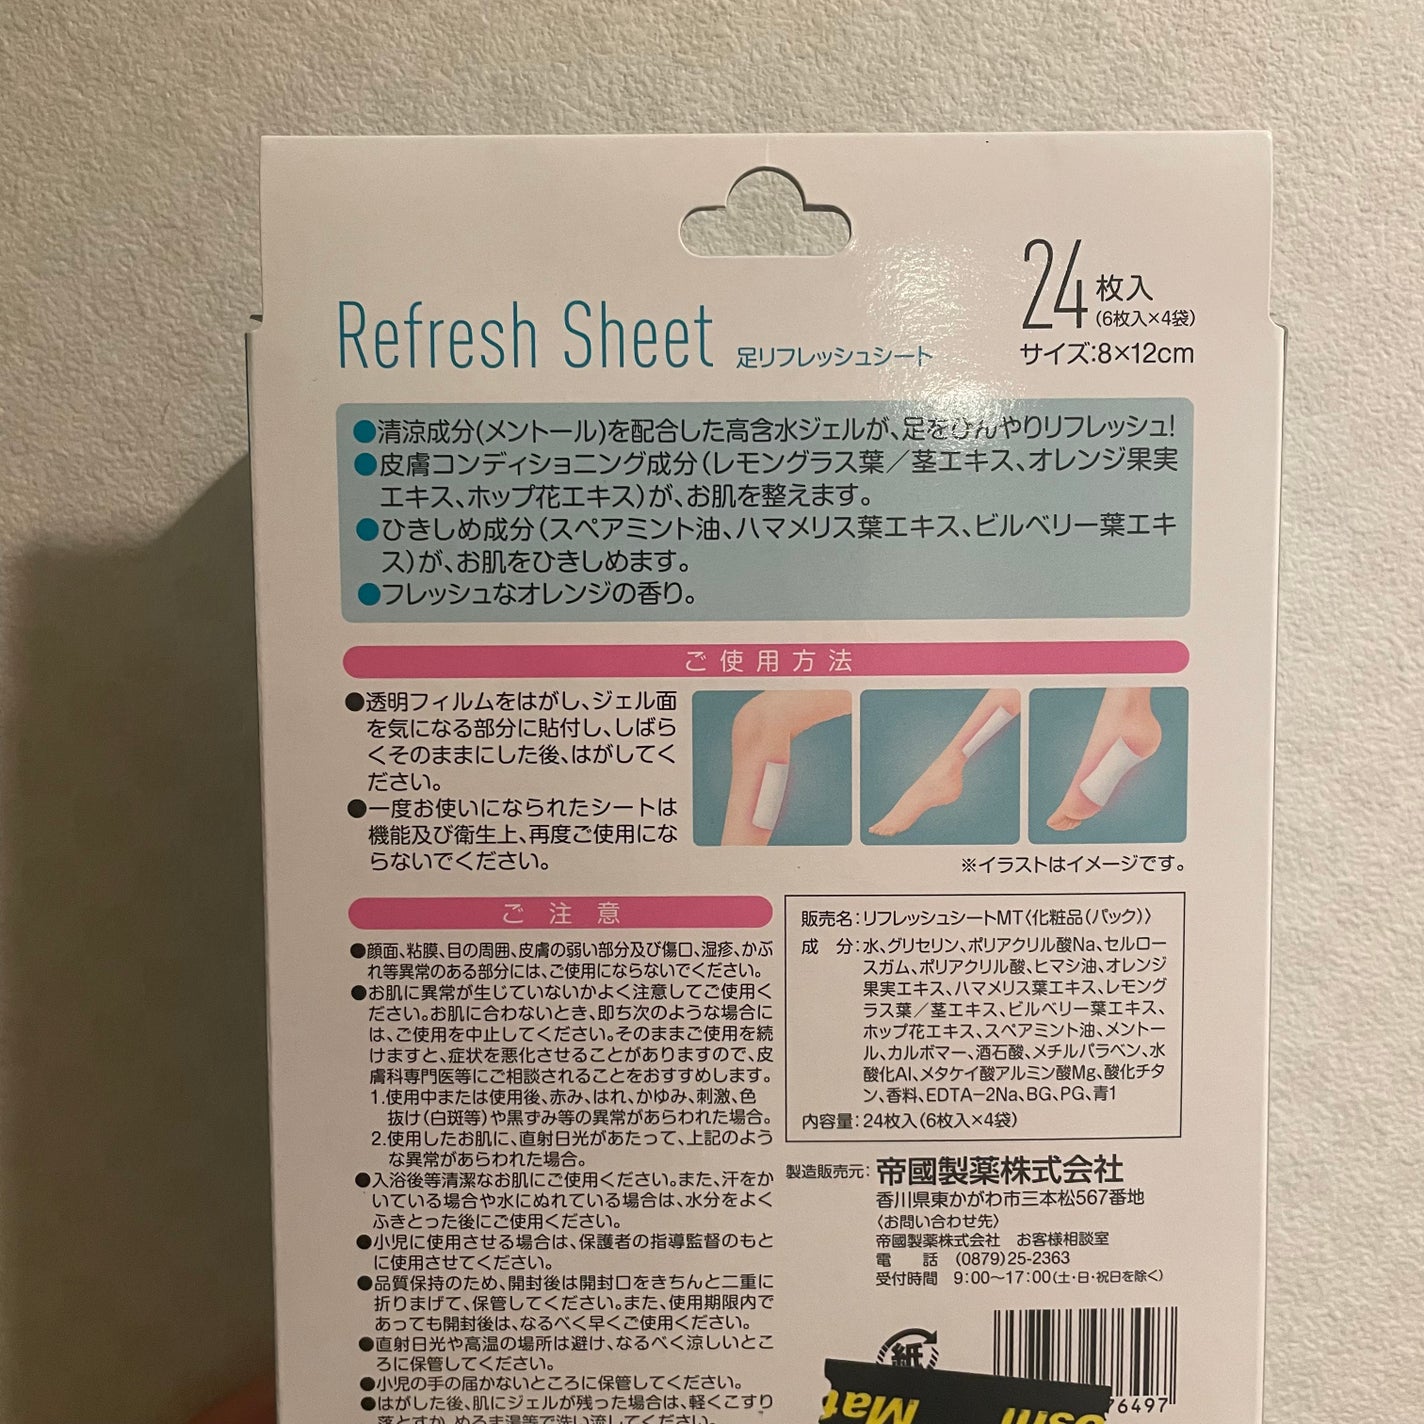 24枚入
(6枚入×4袋)
Refresh Sheet 足リフレッシュシート
サイズ:8×12cm
●清涼成分(メントール)を配合した高含水ジェルが、足をひんやりリフレッシュ!
●皮膚コンディショニング成分(レモングラス葉/茎エキス、オレンジ果実
エキス、ホップ花エキス)が、お肌を整えます。
●ひきしめ成分(スペアミント油、ハマメリス葉エキス、ビルベリー葉エキ
ス)が、お肌をひきしめます。
●フレッシュなオレンジの香り。
ご使用方法
●透明フィルムをはがし、ジェル面
を気になる部分に貼付し、しばら
くそのままにした後、はがしてく
ださい。
●一度お使いになられたシートは
機能及び衛生上、再度ご使用にな
らないでください。
※イラストはイメージです。
ご注意
●顔面、粘膜、目の周囲、皮膚の弱い部分及び傷口、湿疹、かぶ
れ等異常のある部分には、ご使用にならないでください。
●お肌に異常が生じていないかよく注意してご使用く
ださい。お肌に合わないとき、即ち次のような場合に
は、ご使用を中止してください。そのままご使用を続
けますと、症状を悪化させることがありますので、皮
膚科専門医等にご相談されることをおすすめします。
1.使用中または使用後、赤み、はれ、かゆみ、刺激、色
抜け(白斑等)や黒ずみ等の異常があらわれた場合。
2.使用したお肌に、直射日光があたって、上記のよう
な異常があらわれた場合。
●入浴後等清潔なお肌にご使用ください。また、汗をか
いている場合や水にぬれている場合は、水分をよく
ふきとった後にご使用ください。
●小児に使用させる場合は、保護者の指導監督のもと
に使用させてください。
●品質保持のため、開封後は開封口をきちんと二重に
折りまげて、保管してください。また、使用期限内で
あっても開封後は、なるべく早くご使用ください。
●直射日光や高温の場所は避け、なるべく涼しいとこ
ろに保管してください。
●小児の手の届かないところに保管してください。
●はがした後、肌にジェルが残った場合は、軽くこすり
落とすか、ぬるま湯等で洗い流してください。
販売名:リフレッシュシートMT〈化粧品(パック)〉
成 分:水、グリセリン、ポリアクリル酸Na、セルロー
スガム、ポリアクリル酸、ヒマシ油、オレンジ
果実エキス、ハマメリス葉エキス、レモング
ラス葉/茎エキス、ビルベリー葉エキス、
ホップ花エキス、スペアミント油、メントー
ル、カルボマー、酒石酸、メチルパラベン、水
酸化Al、メタケイ酸アルミン酸Mg、酸化チタ
ン、香料、EDTA-2Na、BG、PG、青1
内容量:24枚入(6枚入×4袋)
製造販売元:帝國製薬株式会社
香川県東かがわ市三本松567番地
〈お問い合わせ先〉
帝國製薬株式会社 お客様相談室
電 話 (0879)25-2363
受付時間 9:00〜17:00(土・日・祝日を除く)
紙
76497
Mat